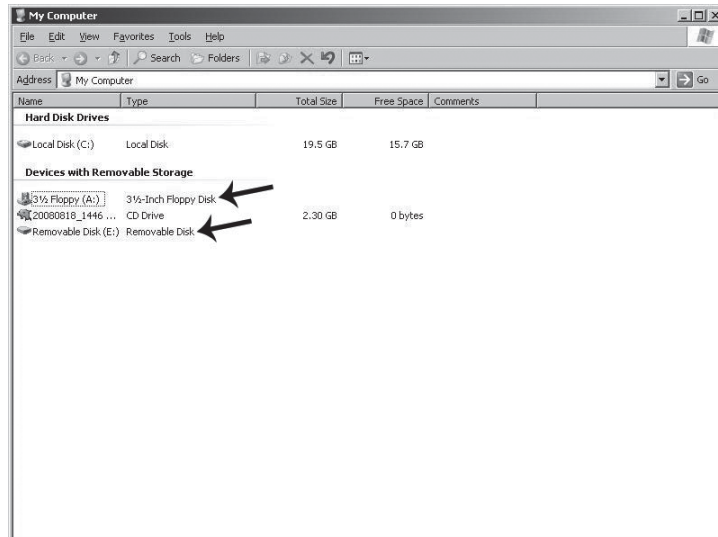 My Computer
File Edit View Favorites Tools Help
Back Search Folders
Address My Computer Go
Name Type Total Size Free Space Comments
Hard Disk Drives
Local Disk (C:) Local Disk 19.5 GB 15.7 GB
Devices with Removable Storage
3½ Floppy (A:) 3½-Inch Floppy Disk
20080818_1446 ... CD Drive 2.30 GB 0 bytes
Removable Disk (E:) Removable Disk